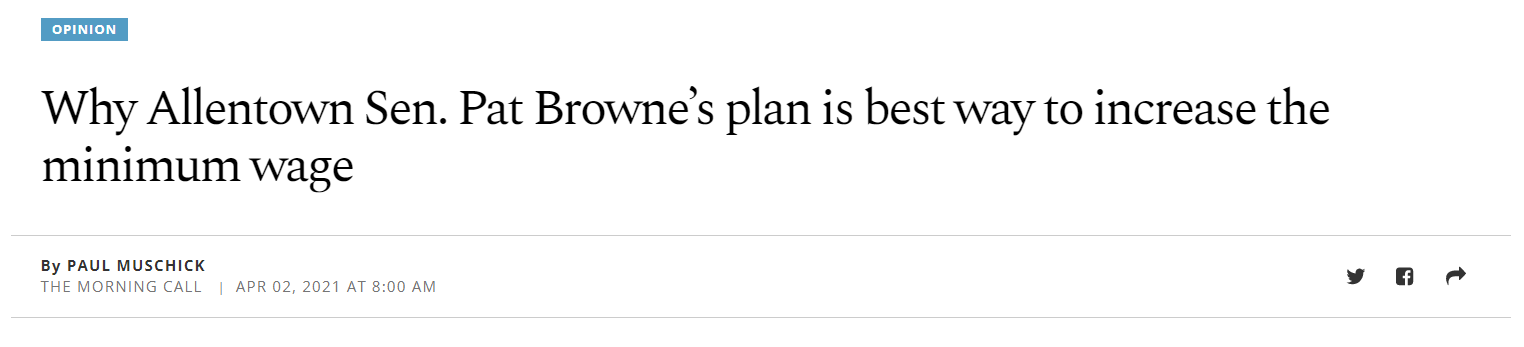 OPINION
Why Allentown Sen. Pat Browne’s plan is best way to increase the
minimum wage
By PAUL MUSCHICK
THE MORNING CALL | APR 02, 2021 AT 8:00 AM